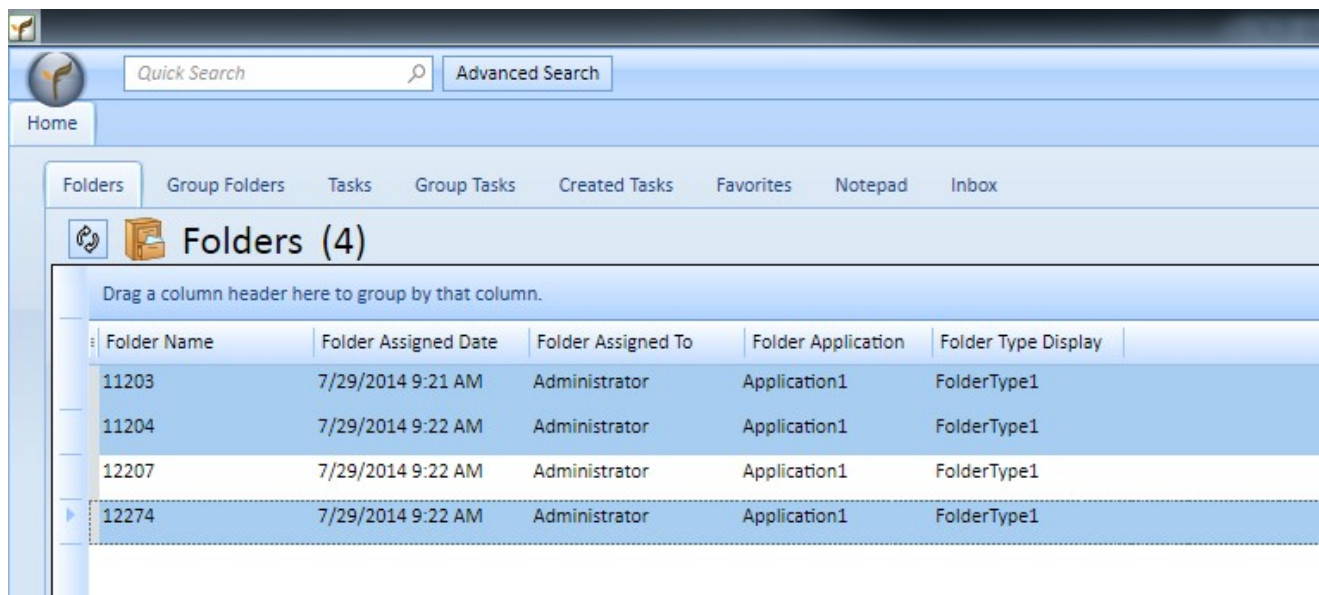 Quick Search Advanced Search
Home
Folders Group Folders Tasks Group Tasks Created Tasks Favorites Notepad Inbox
Folders (4)
Drag a column header here to group by that column.
Folder Name Folder Assigned Date Folder Assigned To Folder Application Folder Type Display
11203 7/29/2014 9:21 AM Administrator Application1 FolderType1
11204 7/29/2014 9:22 AM Administrator Application1 FolderType1
12207 7/29/2014 9:22 AM Administrator Application1 FolderType1
12274 7/29/2014 9:22 AM Administrator Application1 FolderType1